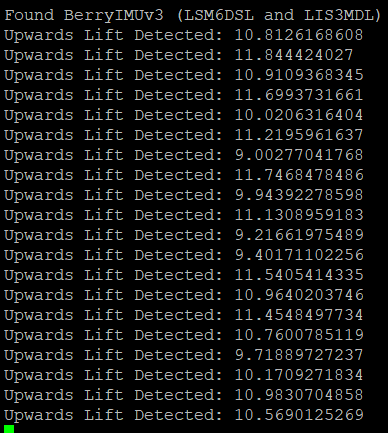 Found BerryIMUv3 (LSM6DSL and LIS3MDL)
Upwards Lift Detected: 10.8126168608
Upwards Lift Detected: 11.844424027
Upwards Lift Detected: 10.9109368345
Upwards Lift Detected: 11.6993731661
Upwards Lift Detected: 10.0206316404
Upwards Lift Detected: 11.2195961637
Upwards Lift Detected: 9.00277041768
Upwards Lift Detected: 11.7468478486
Upwards Lift Detected: 9.94392278598
Upwards Lift Detected: 11.1308959183
Upwards Lift Detected: 9.21661975489
Upwards Lift Detected: 9.40171102256
Upwards Lift Detected: 11.5405414335
Upwards Lift Detected: 10.9640203746
Upwards Lift Detected: 11.4548497734
Upwards Lift Detected: 10.7600785119
Upwards Lift Detected: 9.71889727237
Upwards Lift Detected: 10.1709271834
Upwards Lift Detected: 10.9830704858
Upwards Lift Detected: 10.5690125269